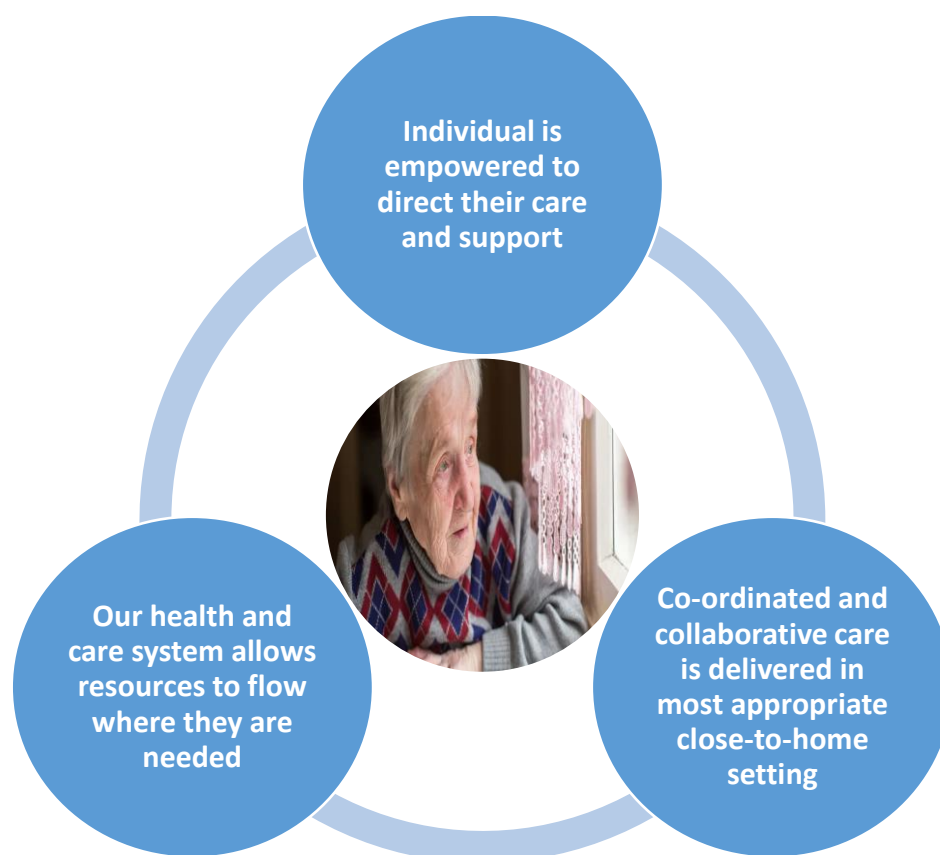 Individual is
empowered to
direct their care
and support
Our health and
care system allows
resources to flow
where they are
needed
Co-ordinated and
collaborative care
is delivered in
most appropriate
close-to-home
setting